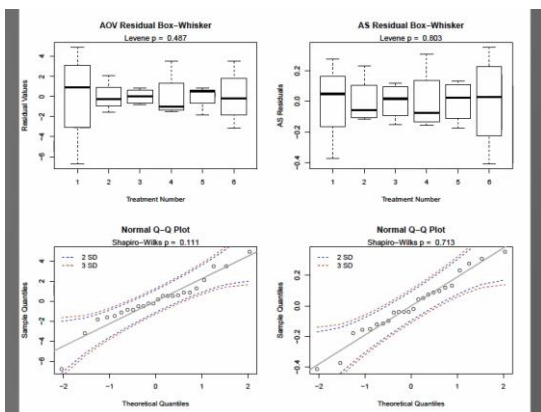 AOV Residual Box-Whisker
Levene p = 0.487
Residual Values
4
2
0
-2
-4
-6
1 2 3 4 5 6
Treatment Number
AS Residual Box-Whisker
Levene p = 0.803
AS Residuals
0.2
0.0
-0.2
-0.4
1 2 3 4 5 6
Treatment Number
Normal Q-Q Plot
Shapiro-Wilks p = 0.111
2 SD
3 SD
Sample Quantiles
4
2
0
-2
-4
-6
-2 -1 0 1 2
Theoretical Quantiles
Normal Q-Q Plot
Shapiro-Wilks p = 0.713
2 SD
3 SD
Sample Quantiles
0.2
0.0
-0.2
-0.4
-2 -1 0 1 2
Theoretical Quantiles